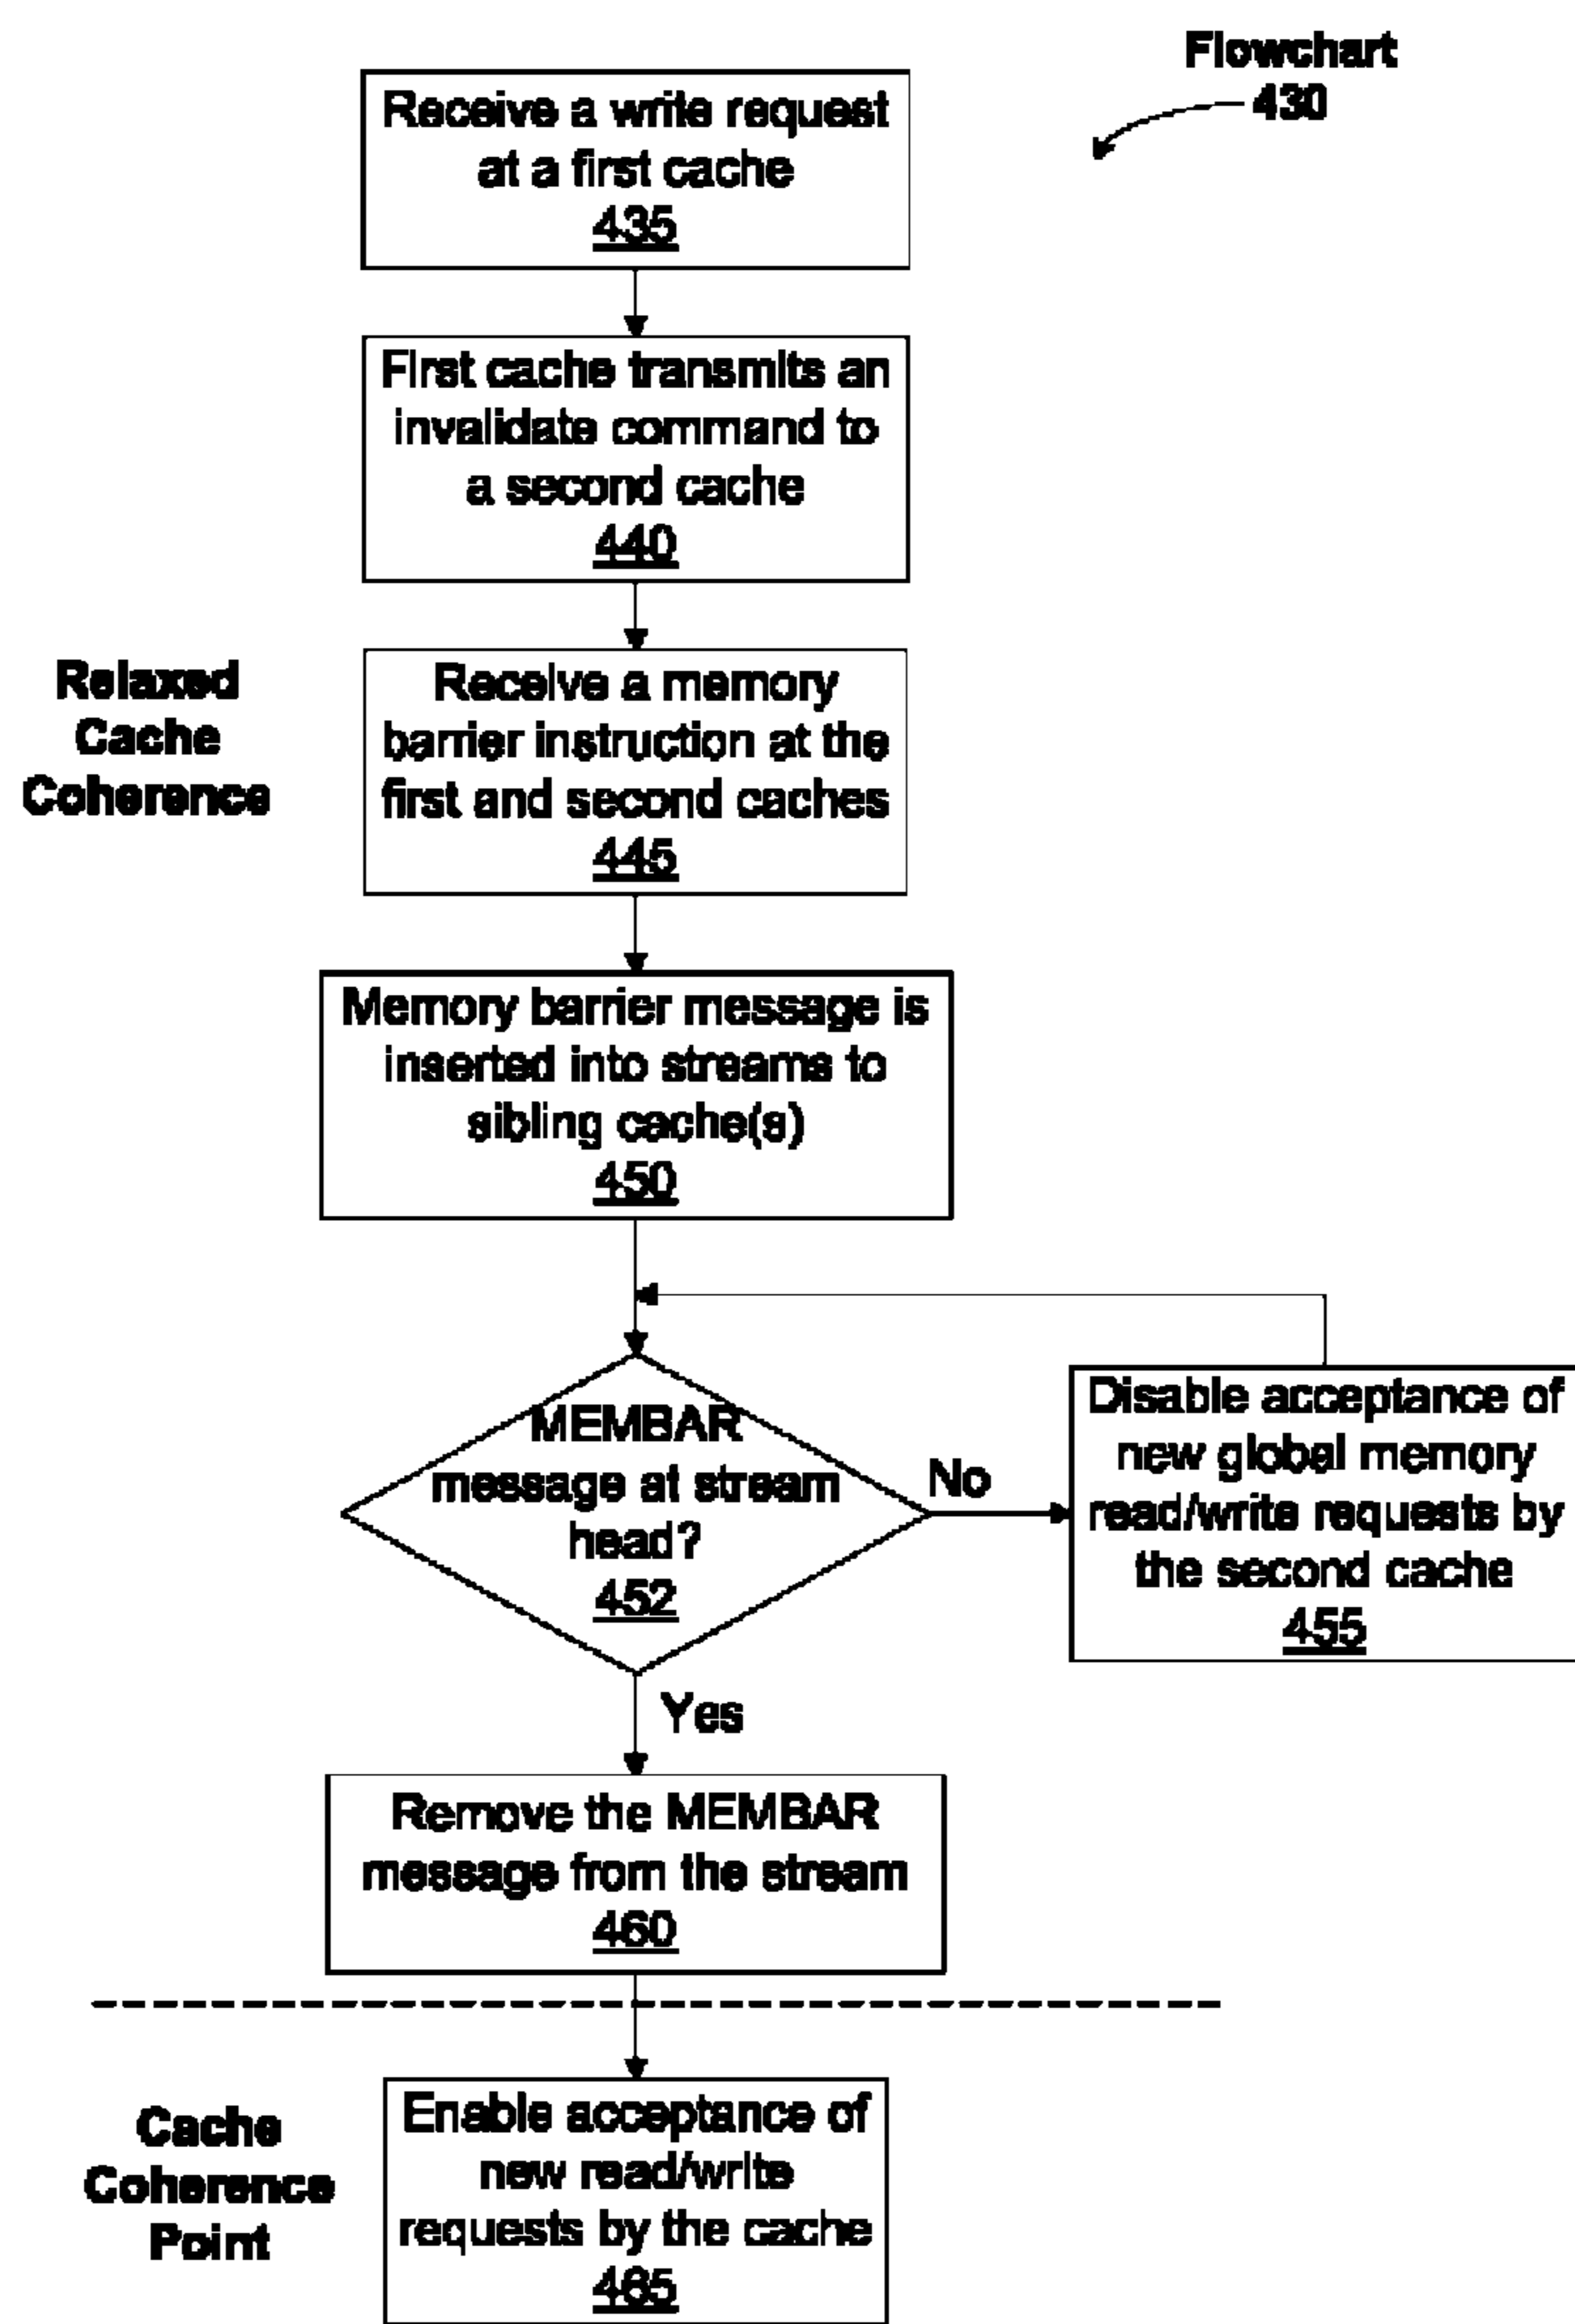 Flowchart
430
Receive a write request
at a first cache
435
First cache transmits an
invalidate command to
a second cache
440
Relaxed
Cache
Coherence
Receive a memory
barrier instruction at the
first and second caches
445
Memory barrier message is
inserted into streams to
sibling cache(s)
450
MEMBAR
message at stream
head?
452
No
Disable acceptance of
new global memory
read/write requests by
the second cache
455
Yes
Remove the MEMBAR
message from the stream
460
Cache
Coherence
Point
Enable acceptance of
new read/write
requests by the cache
465